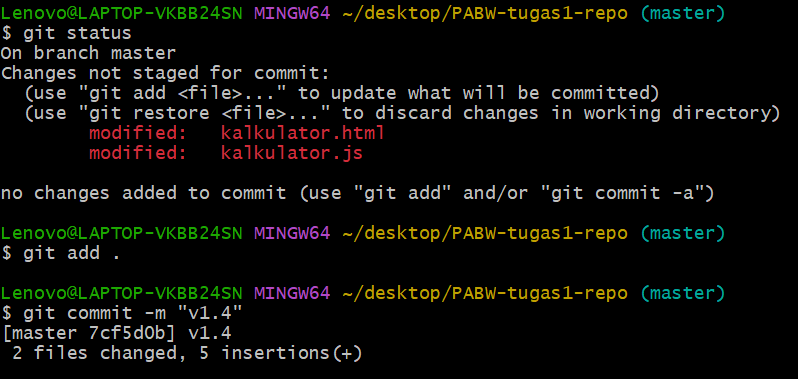 Lenovo@LAPTOP-VKBB24SN MINGW64 ~/desktop/PABW-tugas1-repo (master)
$ git status
On branch master
Changes not staged for commit:
  (use "git add <file>..." to update what will be committed)
  (use "git restore <file>..." to discard changes in working directory)
        modified:   kalkulator.html
        modified:   kalkulator.js

no changes added to commit (use "git add" and/or "git commit -a")

Lenovo@LAPTOP-VKBB24SN MINGW64 ~/desktop/PABW-tugas1-repo (master)
$ git add .

Lenovo@LAPTOP-VKBB24SN MINGW64 ~/desktop/PABW-tugas1-repo (master)
$ git commit -m "v1.4"
[master 7cf5d0b] v1.4
 2 files changed, 5 insertions(+)